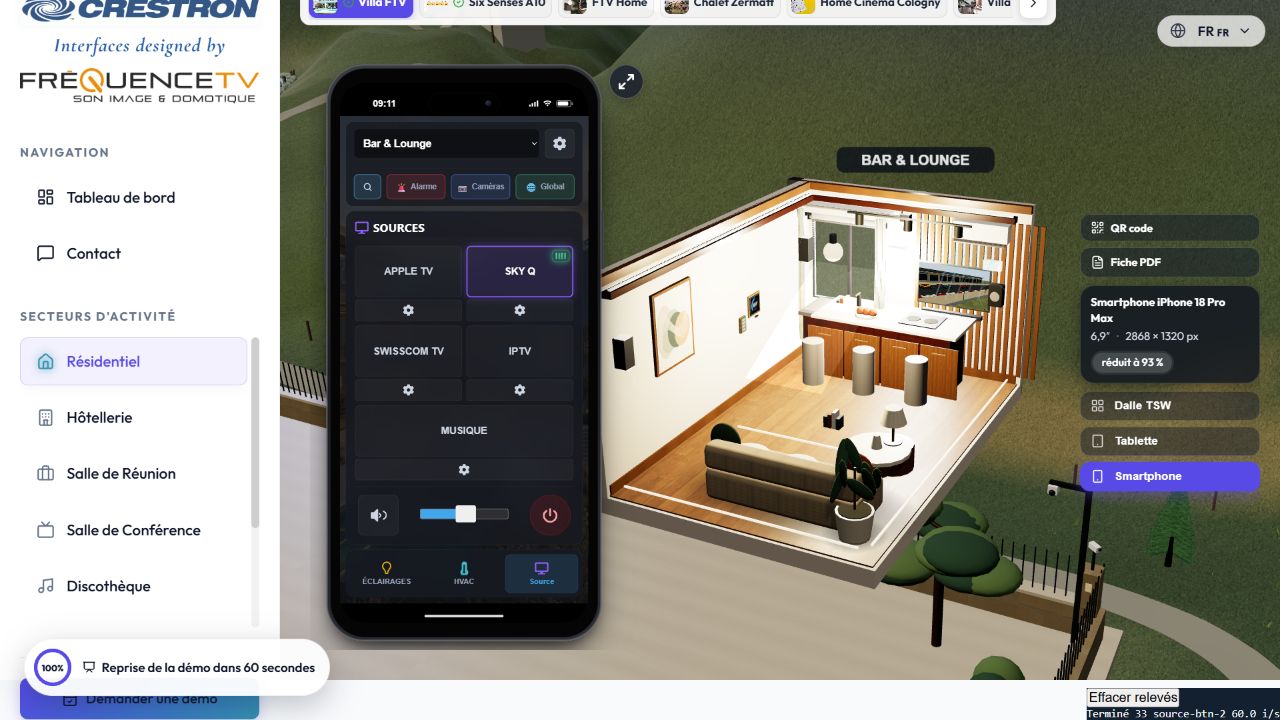 CRESTRON
Interfaces designed by
FRÉQUENCETV
SON IMAGE & DOMOTIQUE
NAVIGATION
Tableau de bord
Contact
SECTEURS D'ACTIVITÉ
Résidentiel
Hôtellerie
Salle de Réunion
Salle de Conférence
Discothèque
100%
Reprise de la démo dans 60 secondes
Demander une démo
Villa FTV
Six Senses A10
FTV Home
Chalet Zermatt
Home Cinema Cologny
Villa
FR FR
09:11
Bar & Lounge
Alarme
Caméras
Global
SOURCES
APPLE TV
SKY Q
SWISSCOM TV
IPTV
MUSIQUE
ÉCLAIRAGES
HVAC
Source
BAR & LOUNGE
QR code
Fiche PDF
Smartphone iPhone 18 Pro
Max
6,9" · 2868 × 1320 px
réduit à 93 %
Dalle TSW
Tablette
Smartphone
Effacer relevés
Terminé 33 source-btn-2 60.0 i/s